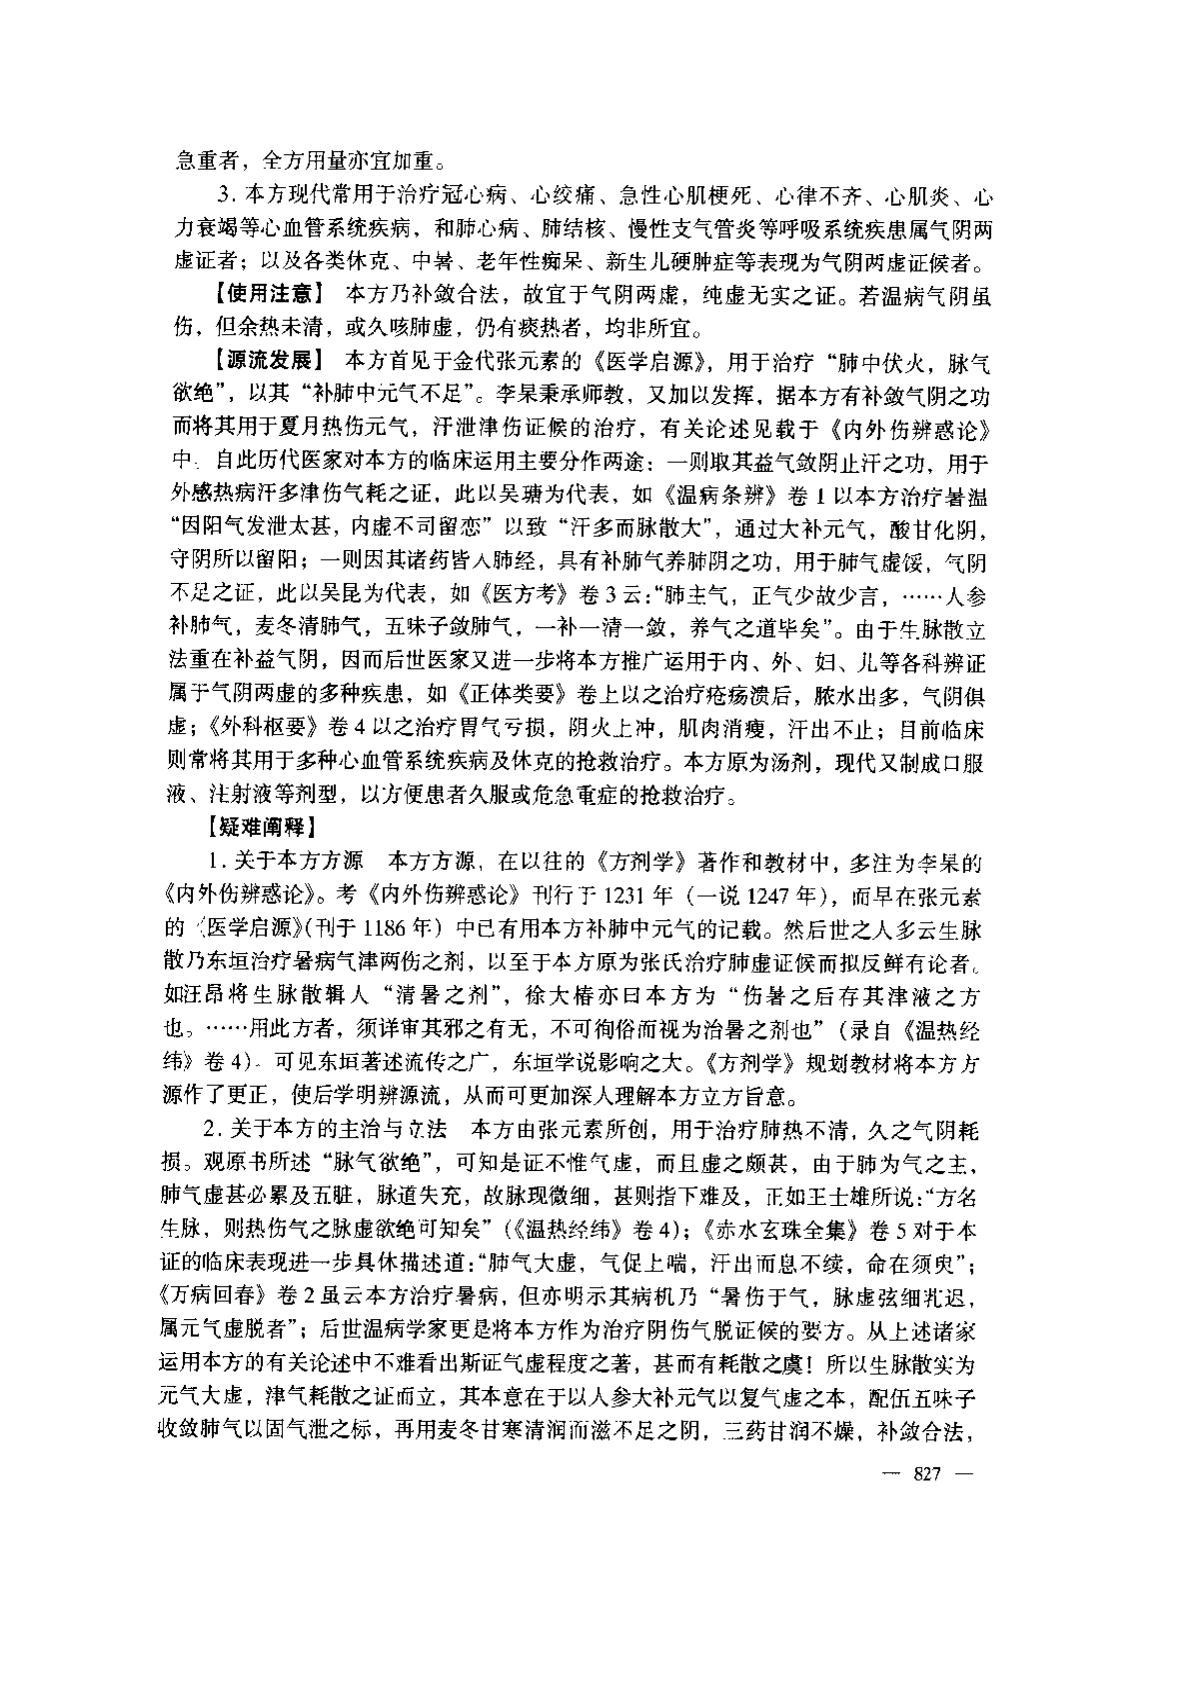 急重者，全方用量亦宜加重。
3. 本方现代常用于治疗冠心病、心绞痛、急性心肌梗死、心律不齐、心肌炎、心
力衰竭等心血管系统疾病，和肺心病、肺结核、慢性支气管炎等呼吸系统疾患属气阴两
虚证者；以及各类休克、中暑、老年性痴呆、新生儿硬肿症等表现为气阴两虚证候者。
【使用注意】 本方乃补敛合法，故宜于气阴两虚，纯虚无实之证。若温病气阴虽
伤，但余热未清，或久咳肺虚，仍有痰热者，均非所宜。
【源流发展】 本方首见于金代张元素的《医学启源》，用于治疗“肺中伏火，脉气
欲绝”，以其“补肺中元气不足”。李杲秉承师教，又加以发挥，据本方有补敛气阴之功
而将其用于夏月热伤元气，汗泄津伤证候的治疗，有关论述见载于《内外伤辨惑论》
中。自此历代医家对本方的临床运用主要分作两途：一则取其益气敛阴止汗之功，用于
外感热病汗多津伤气耗之证，此以吴瑭为代表，如《温病条辨》卷 1 以本方治疗暑温
“因阳气发泄太甚，内虚不司留恋”以致“汗多而脉散大”，通过大补元气，酸甘化阴，
守阴所以留阳；一则因其诸药皆入肺经，具有补肺气养肺阴之功，用于肺气虚馁，气阴
不足之证，此以吴昆为代表，如《医方考》卷 3 云：“肺主气，正气少故少言，……人参
补肺气，麦冬清肺气，五味子敛肺气，一补一清一敛，养气之道毕矣”。由于生脉散立
法重在补益气阴，因而后世医家又进一步将本方推广运用于内、外、妇、儿等各科辨证
属于气阴两虚的多种疾患，如《正体类要》卷上以之治疗疮疡溃后，脓水出多，气阴俱
虚；《外科枢要》卷 4 以之治疗胃气亏损，阴火上冲，肌肉消瘦，汗出不止；目前临床
则常将其用于多种心血管系统疾病及休克的抢救治疗。本方原为汤剂，现代又制成口服
液、注射液等剂型，以方便患者久服或危急重症的抢救治疗。
【疑难阐释】
1. 关于本方方源 本方方源，在以往的《方剂学》著作和教材中，多注为李杲的
《内外伤辨惑论》。考《内外伤辨惑论》刊行于 1231 年（一说 1247 年），而早在张元素
的《医学启源》（刊于 1186 年）中已有用本方补肺中元气的记载。然后世之人多云生脉
散乃东垣治疗暑病气津两伤之剂，以至于本方原为张氏治疗肺虚证候而拟反鲜有论者。
如汪昂将生脉散辑入“清暑之剂”，徐大椿亦曰本方为“伤暑之后存其津液之方
也。……用此方者，须详审其邪之有无，不可徇俗而视为治暑之剂也”（录自《温热经
纬》卷 4）。可见东垣著述流传之广，东垣学说影响之大。《方剂学》规划教材将本方方
源作了更正，使后学明辨源流，从而可更加深入理解本方立方旨意。
2. 关于本方的主治与立法 本方由张元素所创，用于治疗肺热不清，久之气阴耗
损。观原书所述“脉气欲绝”，可知是证不惟气虚，而且虚之颇甚，由于肺为气之主，
肺气虚甚必累及五脏，脉道失充，故脉现微细，甚则指下难及，正如王士雄所说：“方名
生脉，则热伤气之脉虚欲绝可知矣”（《温热经纬》卷 4）；《赤水玄珠全集》卷 5 对于本
证的临床表现进一步具体描述道：“肺气大虚，气促上喘，汗出而息不续，命在须臾”；
《万病回春》卷 2 虽云本方治疗暑病，但亦明示其病机乃“暑伤于气，脉虚弦细芤迟，
属元气虚脱者”；后世温病学家更是将本方作为治疗阴伤气脱证候的要方。从上述诸家
运用本方的有关论述中不难看出斯证气虚程度之著，甚而有耗散之虞！所以生脉散实为
元气大虚，津气耗散之证而立，其本意在于以人参大补元气以复气虚之本，配伍五味子
收敛肺气以固气泄之标，再用麦冬甘寒清润而滋不足之阴，三药甘润不燥，补敛合法，
— 827 —